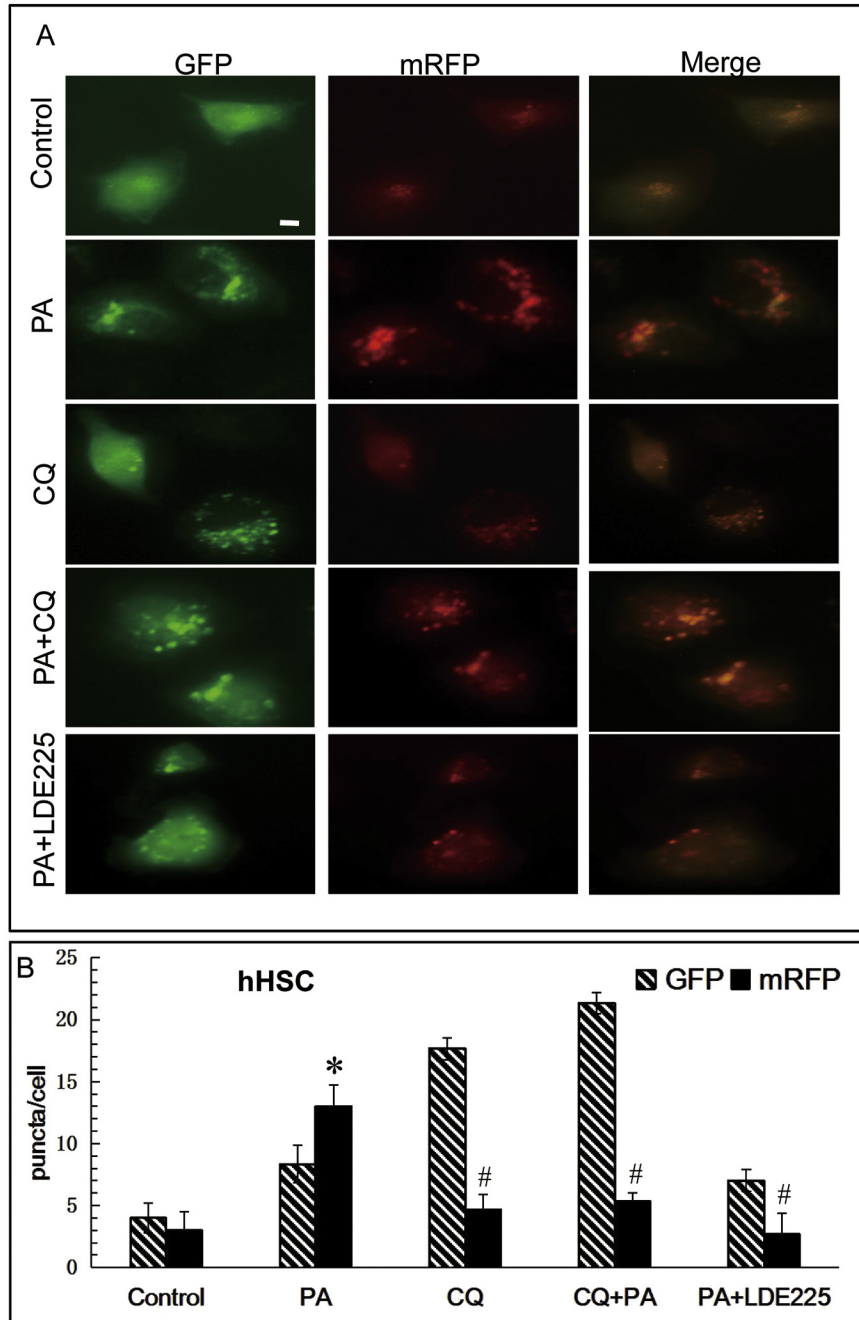 A
GFP mRFP Merge
Control
PA
CQ
PA+CQ
PA+LDE225
B
hHSC
GFP mRFP
puncta/cell
25
20
15
10
5
0
*
#
#
#
Control PA CQ CQ+PA PA+LDE225